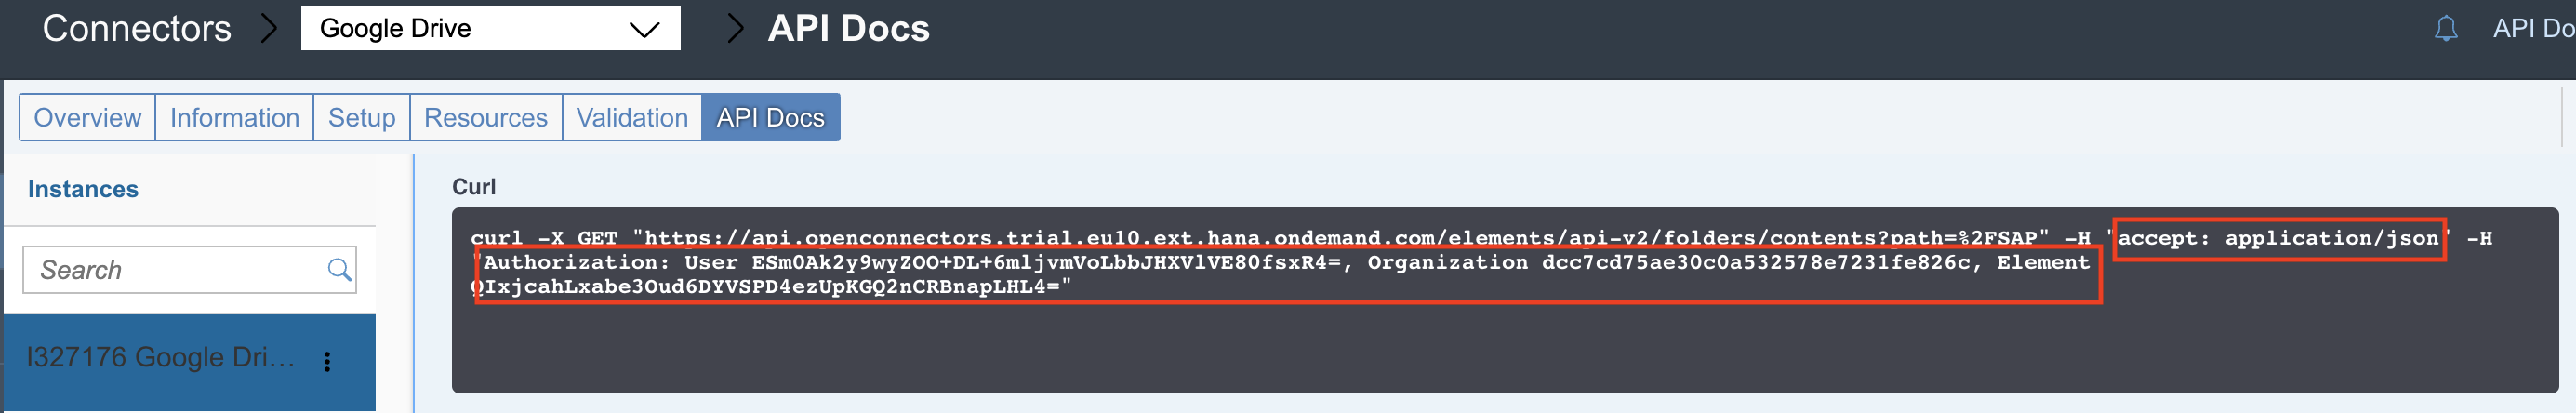 Connectors > Google Drive > API Docs API Do
Overview Information Setup Resources Validation API Docs
Instances
Curl
curl -X GET "https://api.openconnectors.trial.eu10.ext.hana.ondemand.com/elements/api-v2/folders/contents?path=%2FSAP" -H "accept: application/json" -H
"Authorization: User ESm0Ak2y9wyZOO+DL+6mljvmVoLbbJHXVlVE80fsxR4=, Organization dcc7cd75ae30c0a532578e7231fe826c, Element
QIxjcahLxabe3Oud6DYVSPD4ezUpKGQ2nCRBnapLHL4="
Search
I327176 Google Dri...